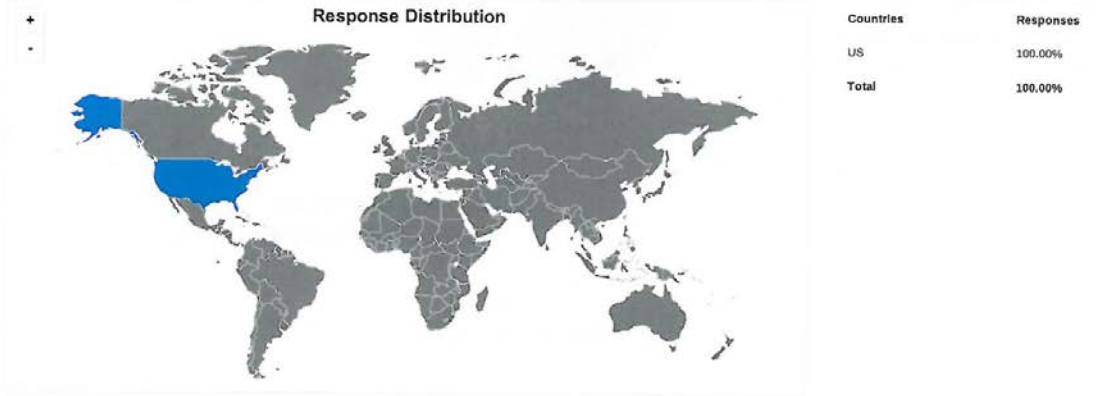 Response Distribution
+
-
Countries Responses
US 100.00%
Total 100.00%